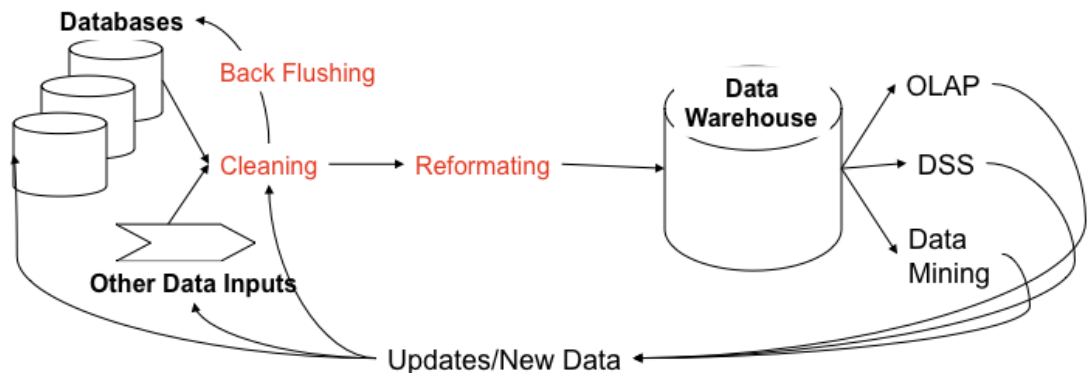 Databases
Back Flushing
Data
Warehouse
OLAP
Cleaning
Reformating
DSS
Data
Mining
Other Data Inputs
Updates/New Data